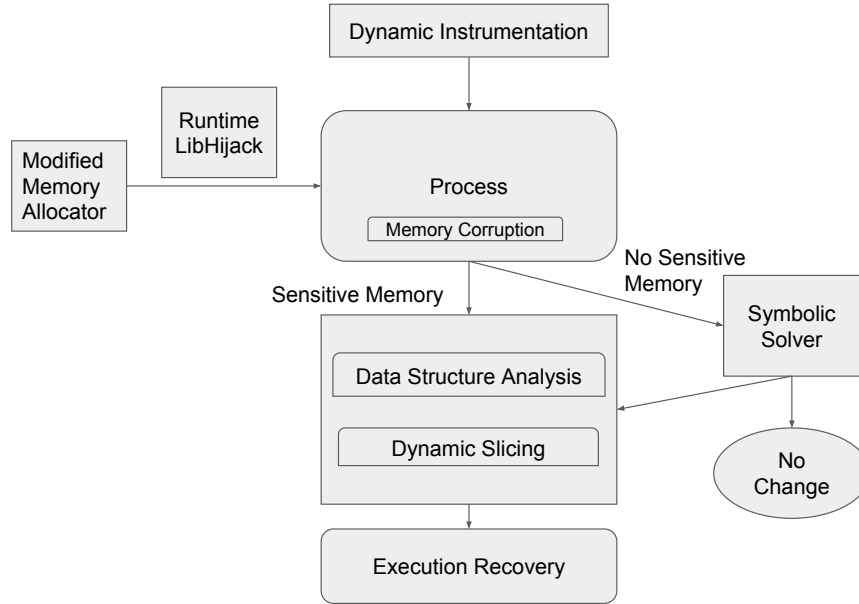 Dynamic Instrumentation
Runtime
LibHijack
Modified
Memory
Allocator
Process
Memory Corruption
No Sensitive
Memory
Sensitive Memory
Symbolic
Solver
Data Structure Analysis
Dynamic Slicing
No
Change
Execution Recovery